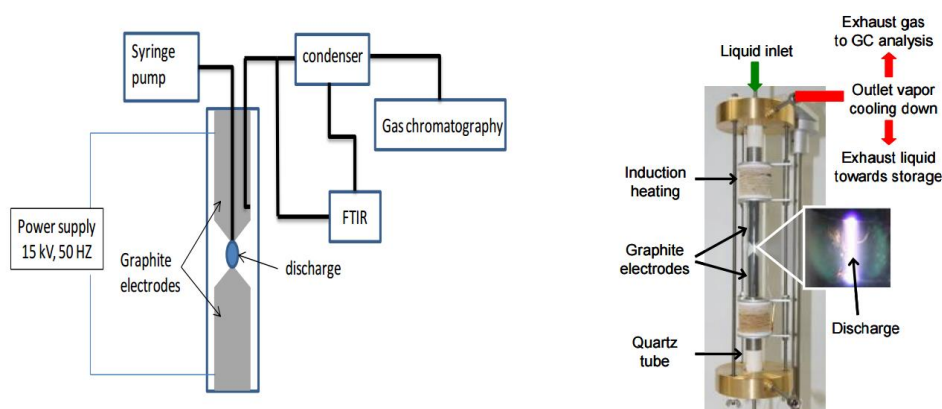 Syringe
pump
condenser
Gas chromatography
FTIR
Power supply
15 kV, 50 HZ
Graphite
electrodes
discharge
Liquid inlet
Exhaust gas
to GC analysis
Outlet vapor
cooling down
Exhaust liquid
towards storage
Induction
heating
Graphite
electrodes
Discharge
Quartz
tube